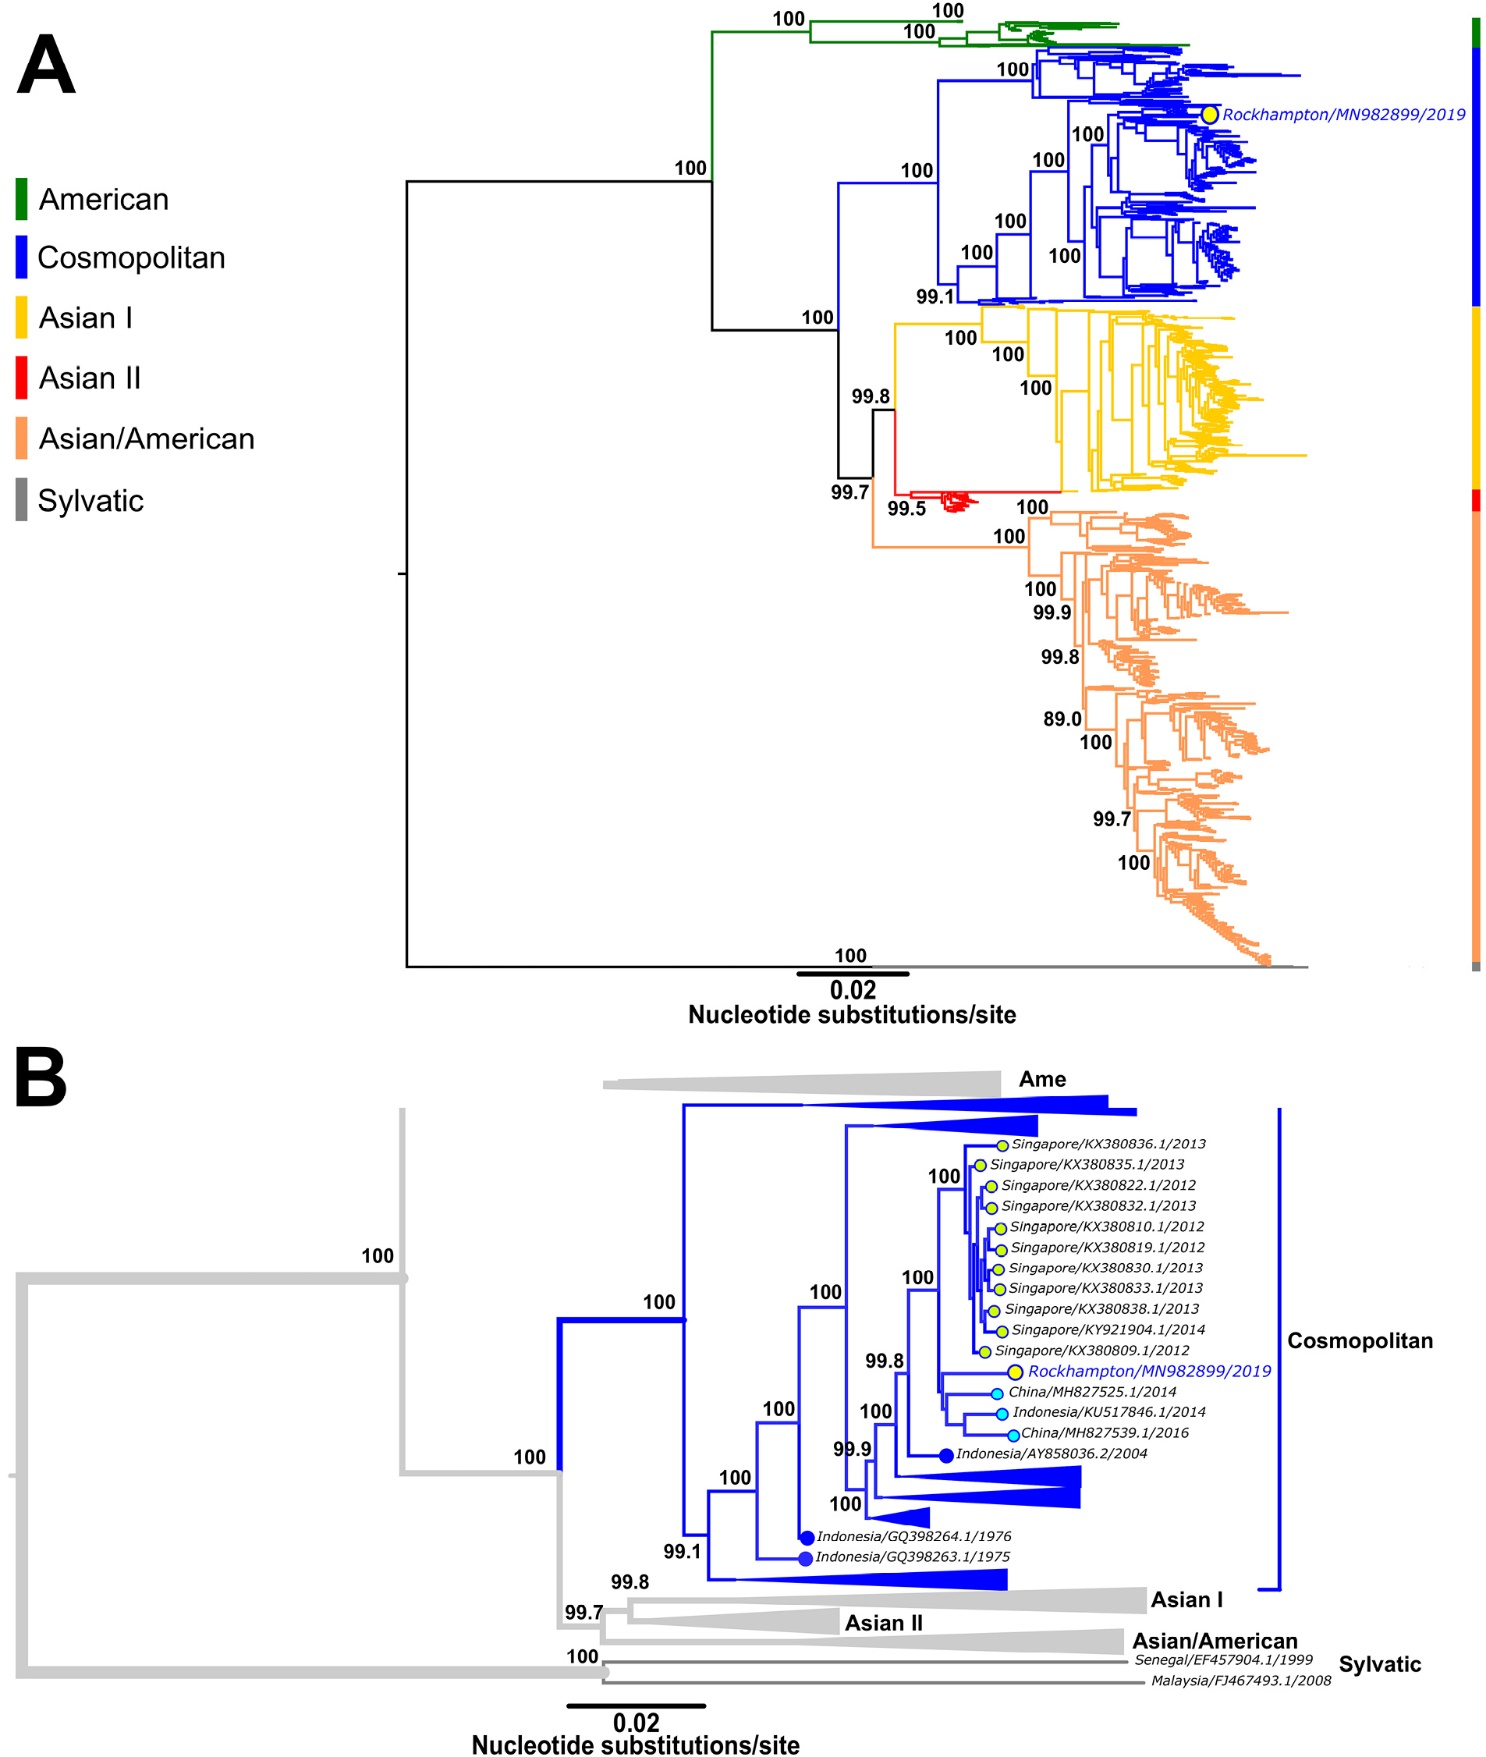 A
American
Cosmopolitan
Asian I
Asian II
Asian/American
Sylvatic
100
100
100
100
Rockhampton/MN982899/2019
100
100
100
100
100
100
100
99.1
100
100
100
100
99.8
99.7
99.5
100
100
100
99.9
99.8
89.0
100
99.7
100
100
0.02
Nucleotide substitutions/site
B
Ame
Singapore/KX380836.1/2013
Singapore/KX380835.1/2013
100
Singapore/KX380822.1/2012
Singapore/KX380832.1/2013
Singapore/KX380810.1/2012
Singapore/KX380819.1/2012
100
Singapore/KX380830.1/2013
100
Singapore/KX380833.1/2013
100
100
Singapore/KX380838.1/2013
Singapore/KY921904.1/2014
Cosmopolitan
Singapore/KX380809.1/2012
99.8
Rockhampton/MN982899/2019
China/MH827525.1/2014
100
100
Indonesia/KU517846.1/2014
China/MH827539.1/2016
99.9
Indonesia/AY858036.2/2004
100
100
100
Indonesia/GQ398264.1/1976
99.1
Indonesia/GQ398263.1/1975
99.8
Asian I
99.7
Asian II
Asian/American
100
Senegal/EF457904.1/1999
Sylvatic
Malaysia/FJ467493.1/2008
0.02
Nucleotide substitutions/site